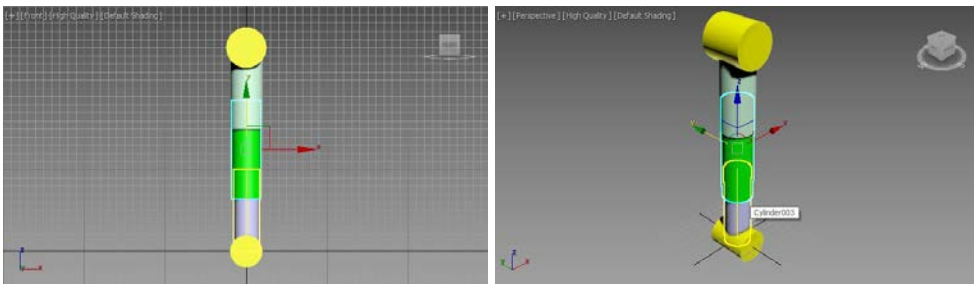 [+] [Front] [High Quality] [Default Shading]
[+] [Perspective] [High Quality] [Default Shading]
z
x
z
x
y
x
Cylinder003
z
x
z
y
x